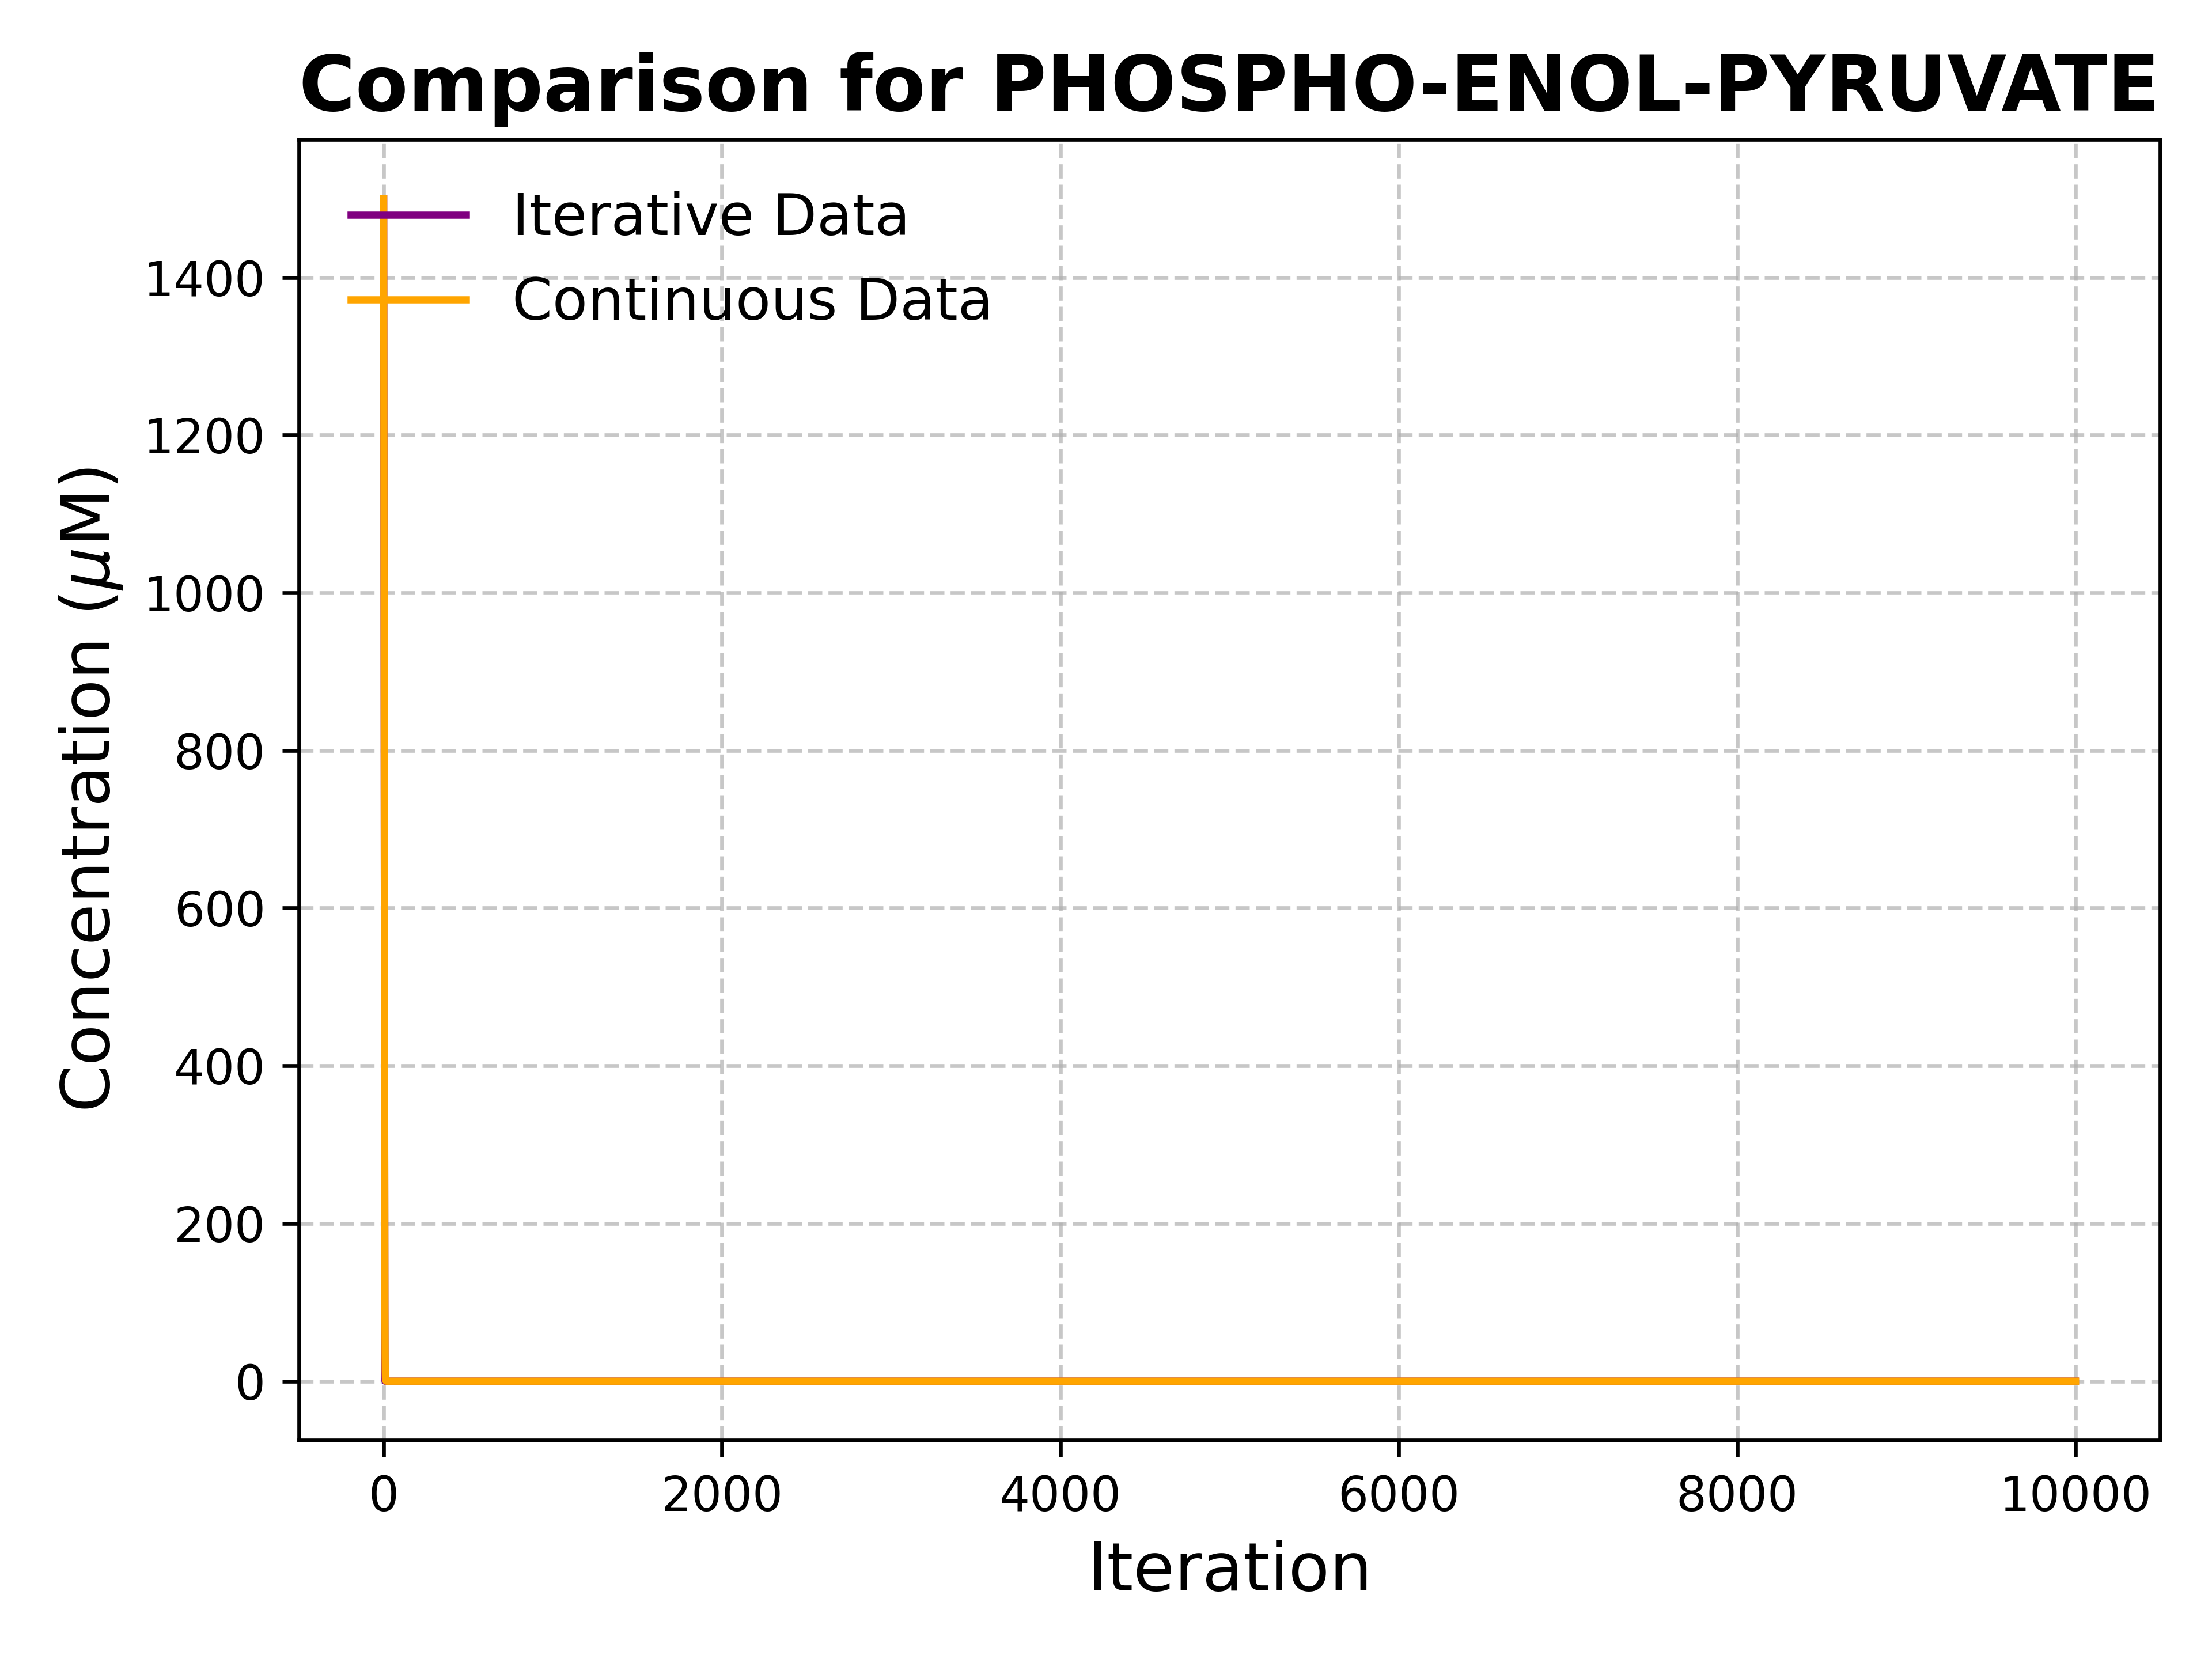 Comparison for PHOSPHO-ENOL-PYRUVATE
Iterative Data
Continuous Data
Concentration (μM)
1400
1200
1000
800
600
400
200
0
0 2000 4000 6000 8000 10000
Iteration